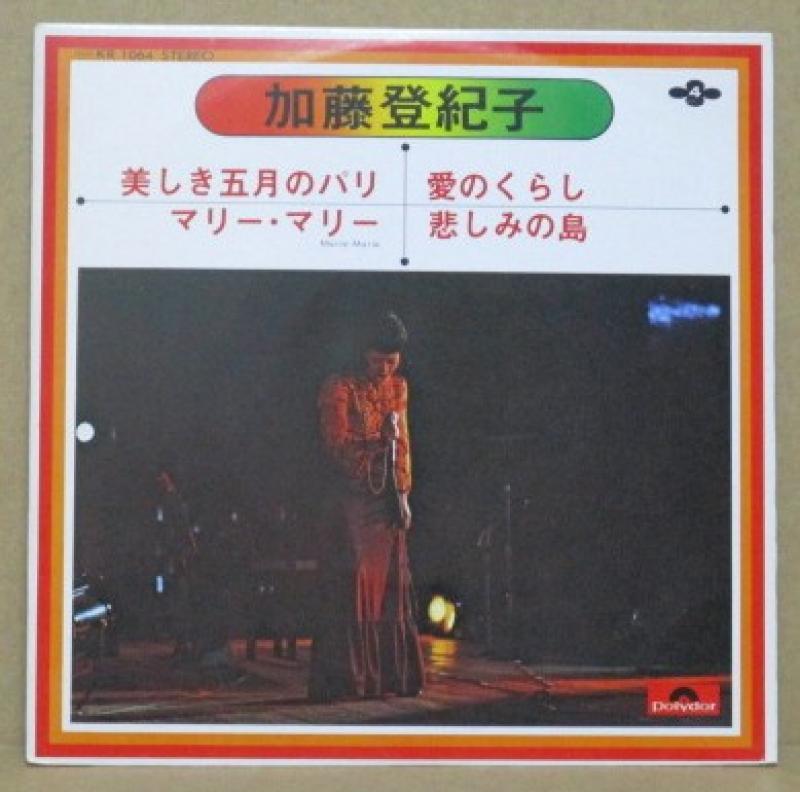 KR 1064 STEREO
加藤登紀子
4
美しき五月のパリ
マリー・マリー
Marie-Marie
愛のくらし
悲しみの島
polydor